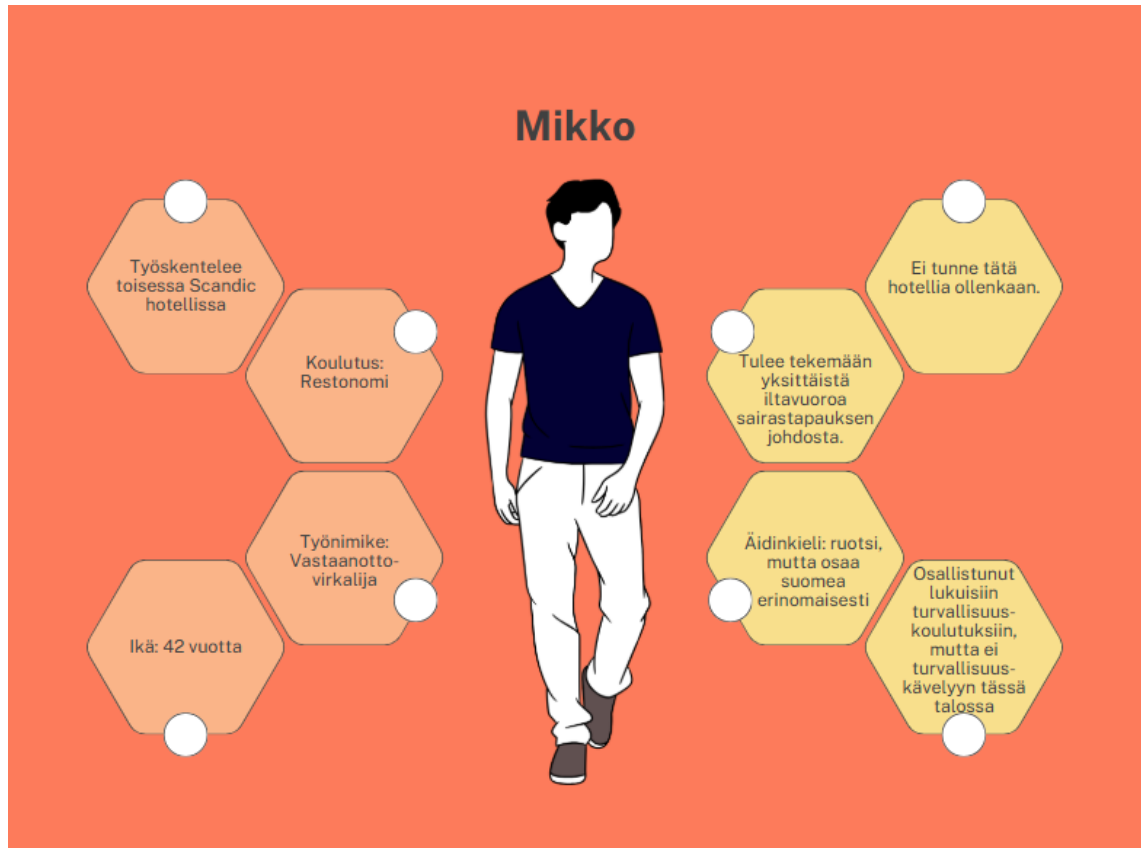 Mikko
Työskentelee
toisessa Scandic
hotellissa
Koulutus:
Restonomi
Työnimike:
Vastaanotto-
virkalija
Ikä: 42 vuotta
Ei tunne tätä
hotellia ollenkaan.
Tulee tekemään
yksittäistä
iltavuoroa
sairastapauksen
johdosta.
Äidinkieli: ruotsi,
mutta osaa
suomea
erinomaisesti
Osallistunut
lukuisiin
turvallisuus-
koulutuksiin,
mutta ei
turvallisuus-
kävelyyn tässä
talossa